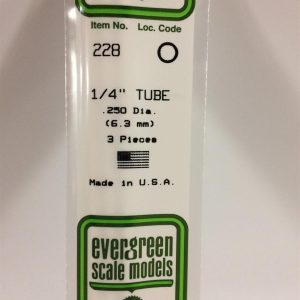 Item No. Loc. Code
228 O
1/4" TUBE
.250 Dia.
(6.3 mm)
3 Pieces
Made in U.S.A.
evergreen
scale models